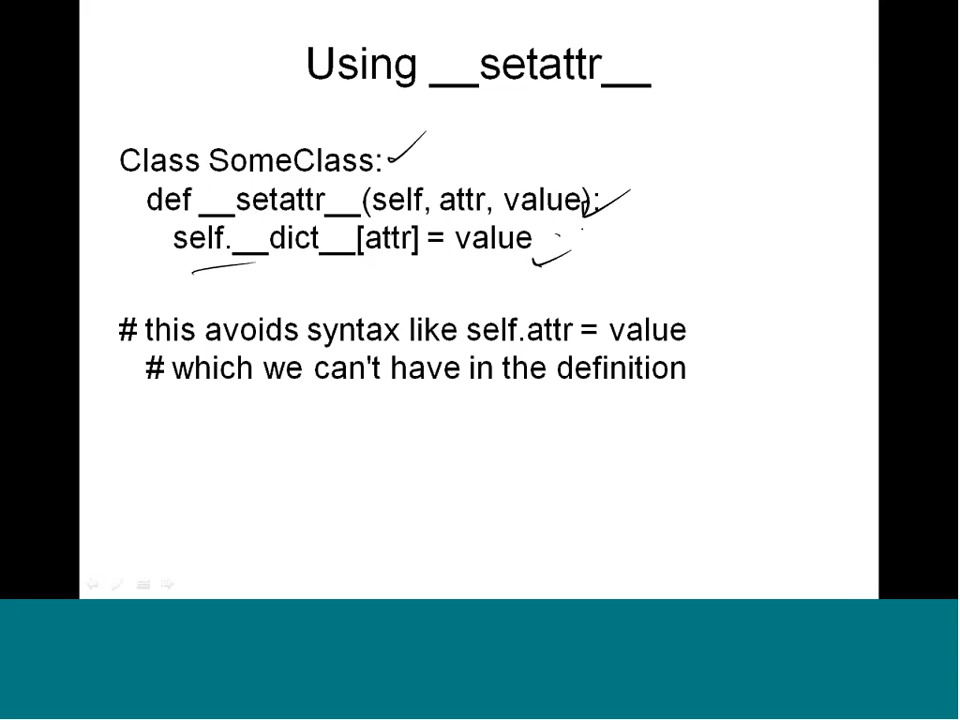 Using __setattr__
Class SomeClass:
def __setattr__(self, attr, value):
self.__dict__[attr] = value
# this avoids syntax like self.attr = value
# which we can't have in the definition